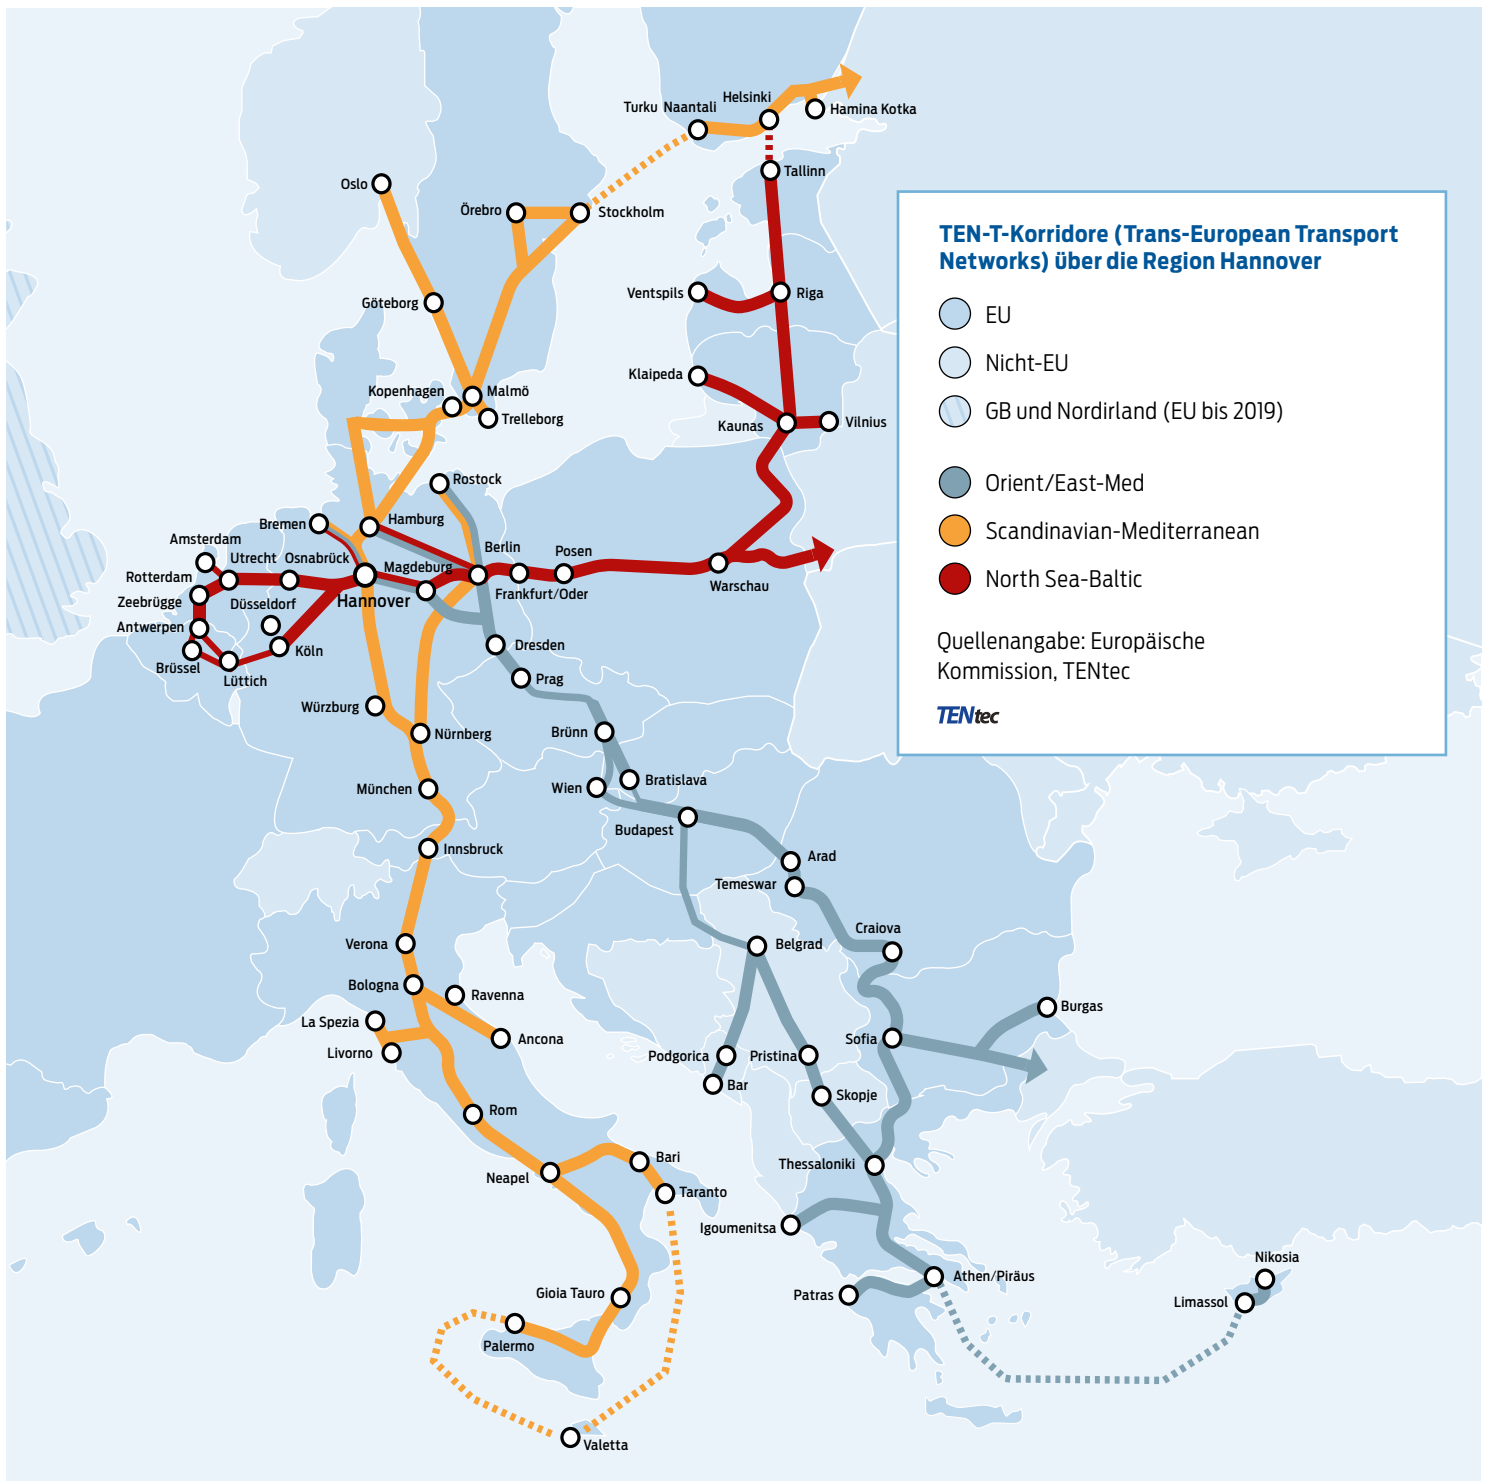 Helsinki
Turku Naantali
Hamina Kotka
Tallinn
Oslo
Örebro
Stockholm
TEN-T-Korridore (Trans-European Transport
Networks) über die Region Hannover
EU
Nicht-EU
GB und Nordirland (EU bis 2019)
Orient/East-Med
Scandinavian-Mediterranean
North Sea-Baltic
Quellenangabe: Europäische
Kommission, TENtec
TENtec
Göteborg
Ventspils
Riga
Klaipeda
Kopenhagen
Malmö
Trelleborg
Kaunas
Vilnius
Rostock
Bremen
Hamburg
Amsterdam
Utrecht
Osnabrück
Magdeburg
Berlin
Posen
Rotterdam
Zeebrügge
Düsseldorf
Hannover
Frankfurt/Oder
Warschau
Antwerpen
Brüssel
Köln
Lüttich
Dresden
Prag
Würzburg
Nürnberg
Brünn
München
Wien
Bratislava
Budapest
Innsbruck
Arad
Temeswar
Craiova
Verona
Belgrad
Bologna
Ravenna
La Spezia
Livorno
Ancona
Burgas
Sofia
Podgorica
Pristina
Bar
Skopje
Rom
Neapel
Bari
Taranto
Thessaloniki
Igoumenitsa
Gioia Tauro
Palermo
Patras
Athen/Piräus
Nikosia
Limassol
Valetta